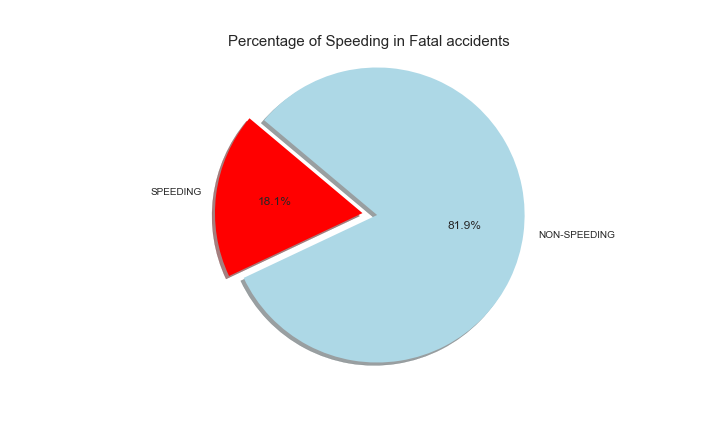 Percentage of Speeding in Fatal accidents
SPEEDING
18.1%
81.9%
NON-SPEEDING